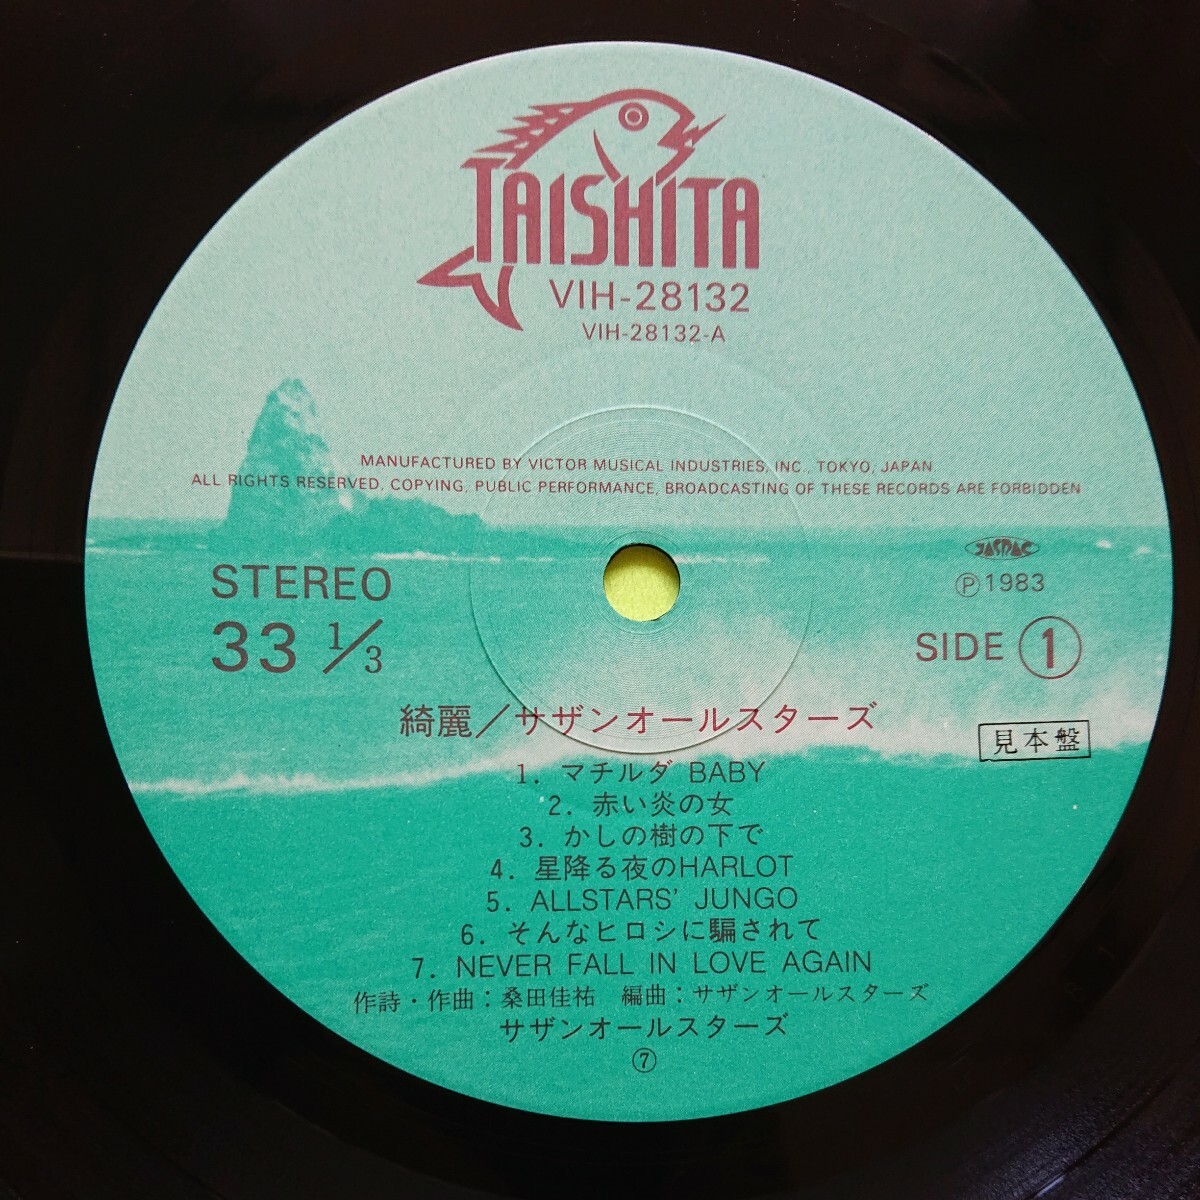 TAISHITA
VIH-28132
VIH-28132-A
MANUFACTURED BY VICTOR MUSICAL INDUSTRIES, INC., TOKYO, JAPAN.
ALL RIGHTS RESERVED, COPYING, PUBLIC PERFORMANCE, BROADCASTING OF THESE RECORDS ARE FORBIDDEN
JASRAC
STEREO
Ⓟ1983
33 1/3
SIDE ①
綺麗／サザンオールスターズ
見本盤
1. マチルダ BABY
2. 赤い炎の女
3. かしの樹の下で
4. 星降る夜のHARLOT
5. ALLSTARS' JUNGO
6. そんなヒロシに騙されて
7. NEVER FALL IN LOVE AGAIN
作詩・作曲：桑田佳祐 編曲：サザンオールスターズ
サザンオールスターズ
⑦